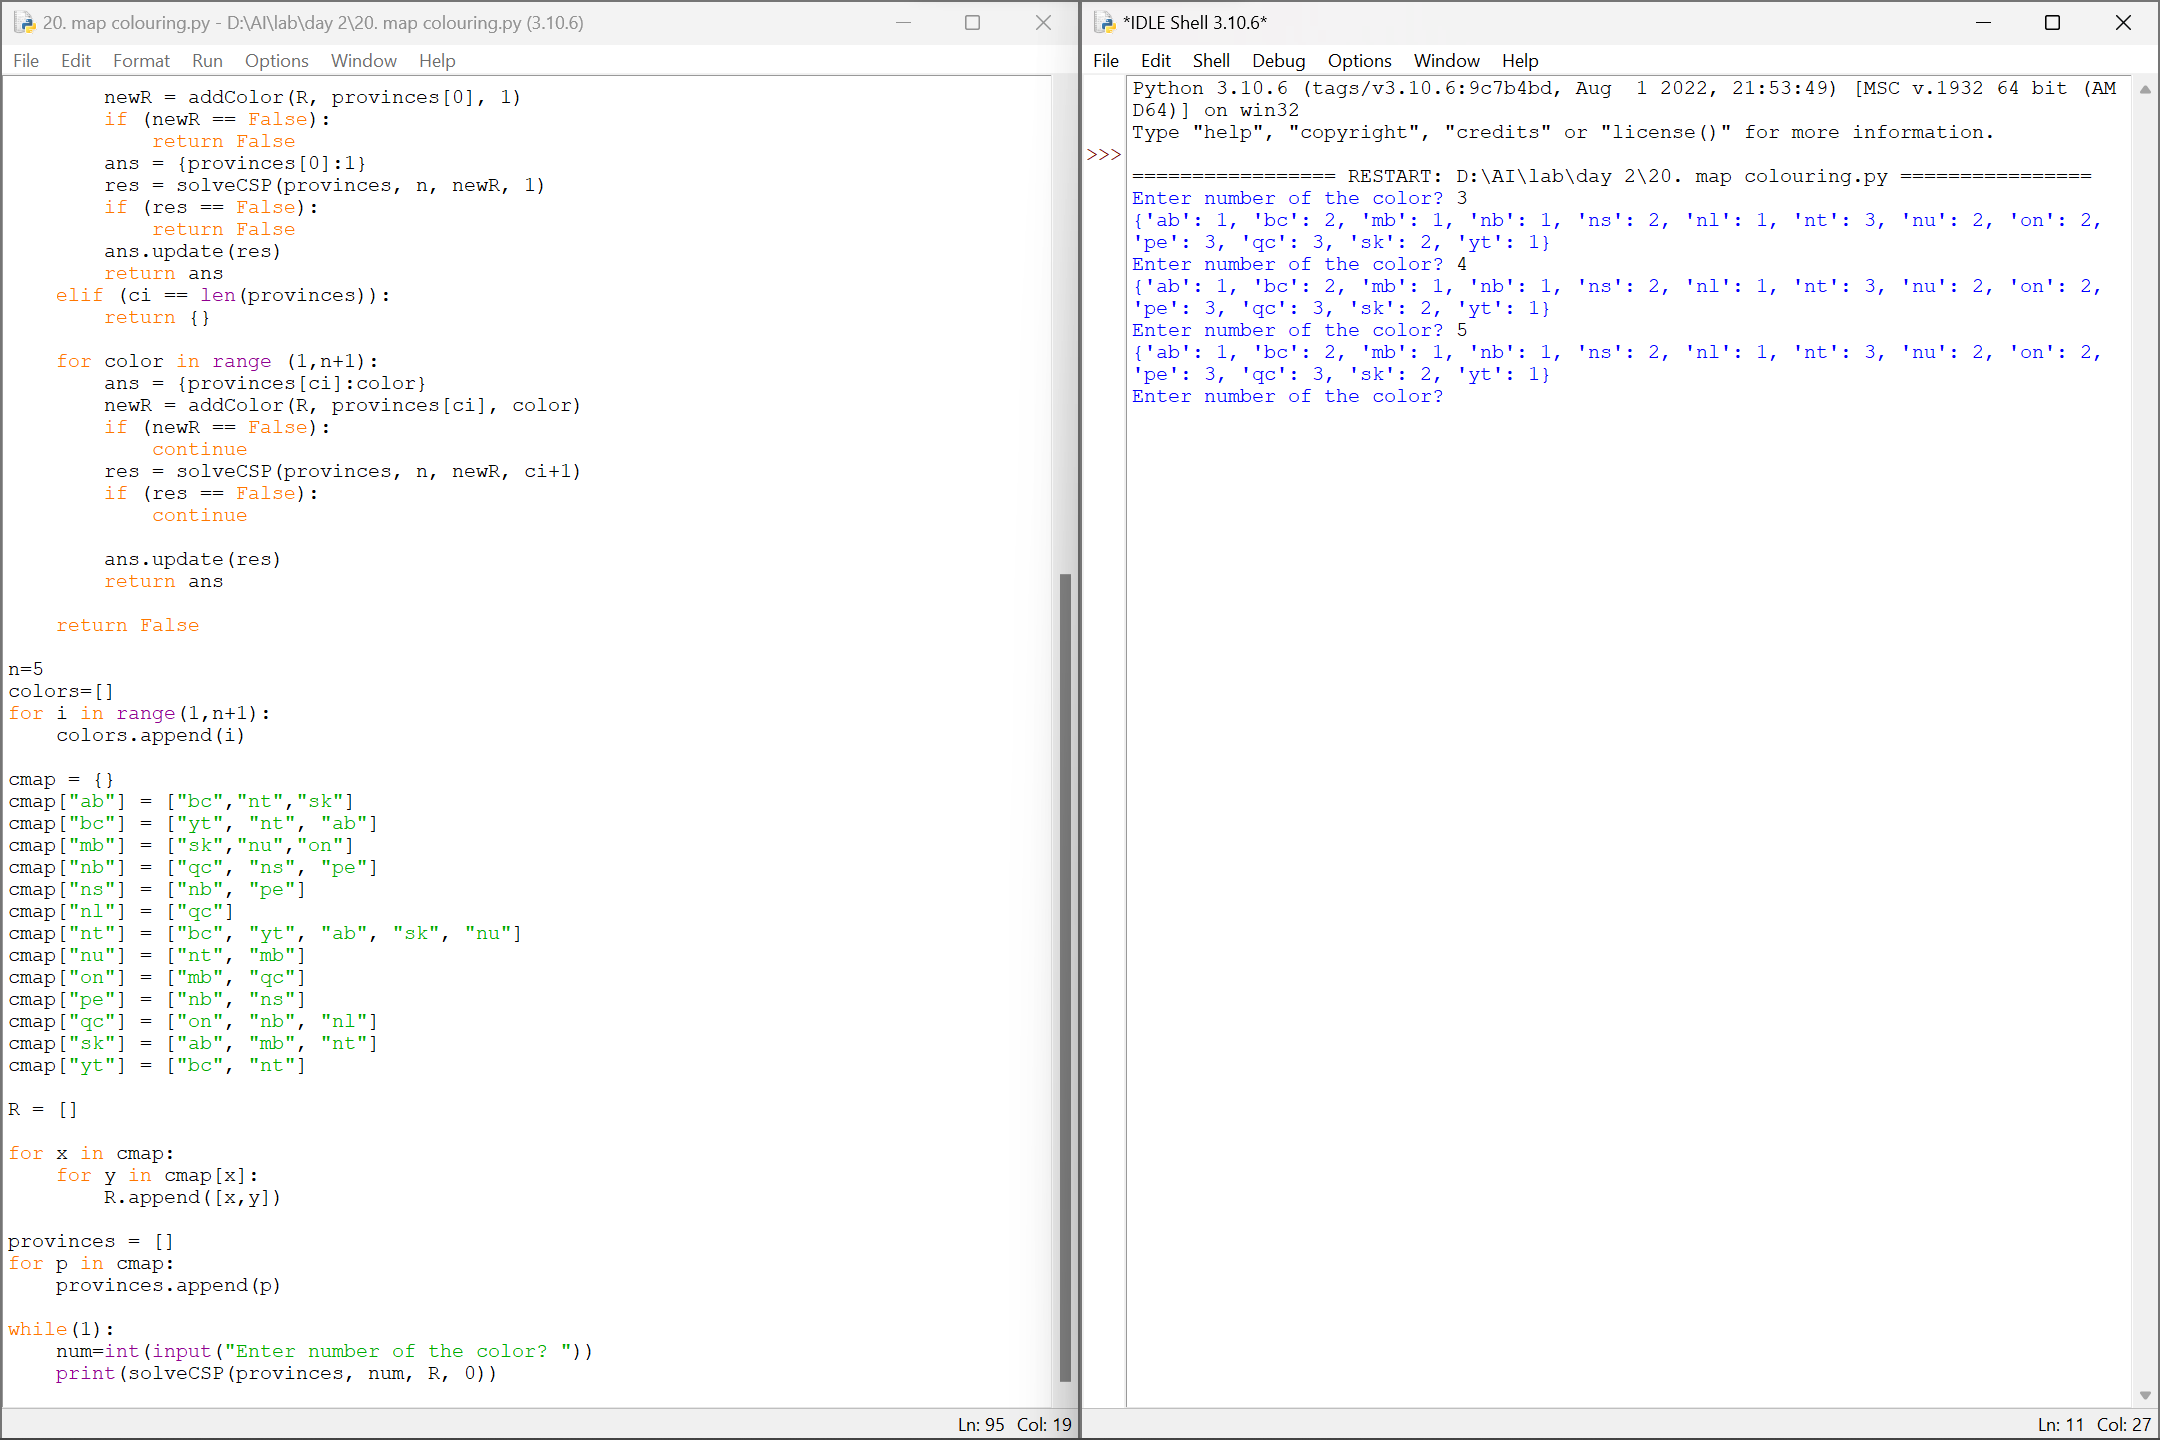 20. map colouring.py - D:\AI\lab\day 2\20. map colouring.py (3.10.6)
File Edit Format Run Options Window Help
        newR = addColor(R, provinces[0], 1)
        if (newR == False):
            return False
        ans = {provinces[0]:1}
        res = solveCSP(provinces, n, newR, 1)
        if (res == False):
            return False
        ans.update(res)
        return ans
    elif (ci == len(provinces)):
        return {}

    for color in range (1,n+1):
        ans = {provinces[ci]:color}
        newR = addColor(R, provinces[ci], color)
        if (newR == False):
            continue
        res = solveCSP(provinces, n, newR, ci+1)
        if (res == False):
            continue

        ans.update(res)
        return ans

    return False

n=5
colors=[]
for i in range(1,n+1):
    colors.append(i)

cmap = {}
cmap["ab"] = ["bc","nt","sk"]
cmap["bc"] = ["yt", "nt", "ab"]
cmap["mb"] = ["sk","nu","on"]
cmap["nb"] = ["qc", "ns", "pe"]
cmap["ns"] = ["nb", "pe"]
cmap["nl"] = ["qc"]
cmap["nt"] = ["bc", "yt", "ab", "sk", "nu"]
cmap["nu"] = ["nt", "mb"]
cmap["on"] = ["mb", "qc"]
cmap["pe"] = ["nb", "ns"]
cmap["qc"] = ["on", "nb", "nl"]
cmap["sk"] = ["ab", "mb", "nt"]
cmap["yt"] = ["bc", "nt"]

R = []

for x in cmap:
    for y in cmap[x]:
        R.append([x,y])

provinces = []
for p in cmap:
    provinces.append(p)

while(1):
    num=int(input("Enter number of the color? "))
    print(solveCSP(provinces, num, R, 0))
Ln: 95 Col: 19
*IDLE Shell 3.10.6*
File Edit Shell Debug Options Window Help
Python 3.10.6 (tags/v3.10.6:9c7b4bd, Aug  1 2022, 21:53:49) [MSC v.1932 64 bit (AM
D64)] on win32
Type "help", "copyright", "credits" or "license()" for more information.
>>>
================= RESTART: D:\AI\lab\day 2\20. map colouring.py ================
Enter number of the color? 3
{'ab': 1, 'bc': 2, 'mb': 1, 'nb': 1, 'ns': 2, 'nl': 1, 'nt': 3, 'nu': 2, 'on': 2,
'pe': 3, 'qc': 3, 'sk': 2, 'yt': 1}
Enter number of the color? 4
{'ab': 1, 'bc': 2, 'mb': 1, 'nb': 1, 'ns': 2, 'nl': 1, 'nt': 3, 'nu': 2, 'on': 2,
'pe': 3, 'qc': 3, 'sk': 2, 'yt': 1}
Enter number of the color? 5
{'ab': 1, 'bc': 2, 'mb': 1, 'nb': 1, 'ns': 2, 'nl': 1, 'nt': 3, 'nu': 2, 'on': 2,
'pe': 3, 'qc': 3, 'sk': 2, 'yt': 1}
Enter number of the color?
Ln: 11 Col: 27